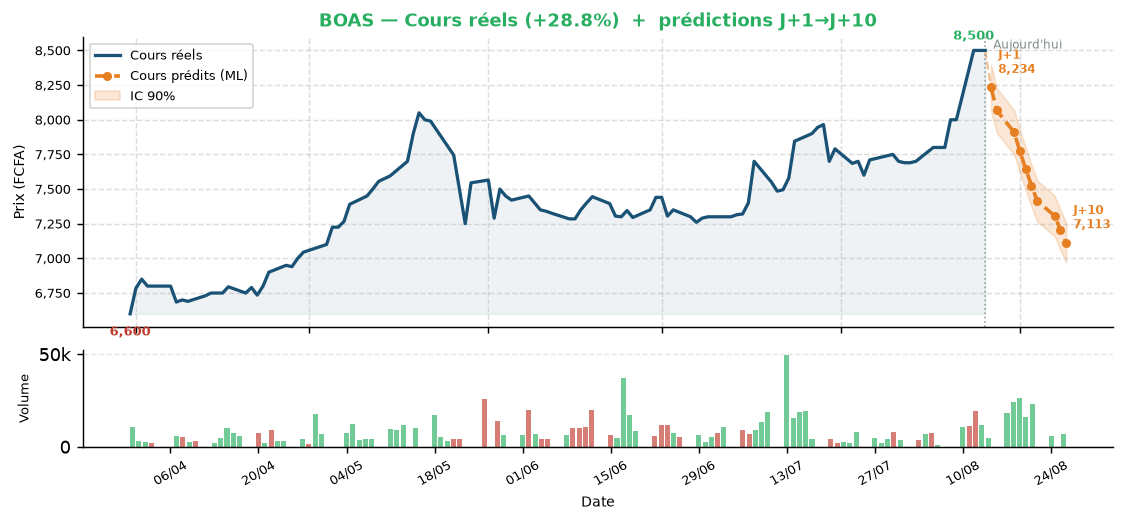 BOAS — Cours réels (+28.8%)  +  prédictions J+1→J+10
Cours réels
Cours prédits (ML)
IC 90%
8,500
Aujourd'hui
J+1
8,234
J+10
7,113
6,600
Prix (FCFA)
8,500
8,250
8,000
7,750
7,500
7,250
7,000
6,750
Volume
50k
0
06/04
20/04
04/05
18/05
01/06
15/06
29/06
13/07
27/07
10/08
24/08
Date